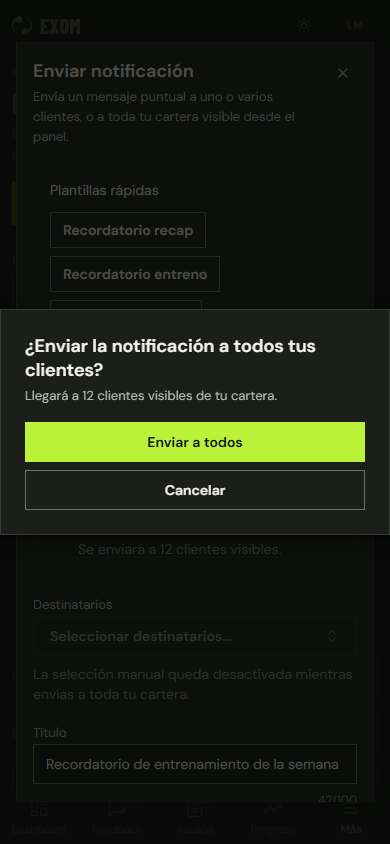 EXOM
LM
Enviar notificación
Envía un mensaje puntual a uno o varios
clientes, o a toda tu cartera visible desde el
panel.
Plantillas rápidas
Recordatorio recap
Recordatorio entreno
¿Enviar la notificación a todos tus
clientes?
Llegará a 12 clientes visibles de tu cartera.
Enviar a todos
Cancelar
Se enviará a 12 clientes visibles.
Destinatarios
Seleccionar destinatarios...
La selección manual queda desactivada mientras
envías a toda tu cartera.
Título
Recordatorio de entrenamiento de la semana
42/100
Dashboard Feedback Recaps Progreso Más